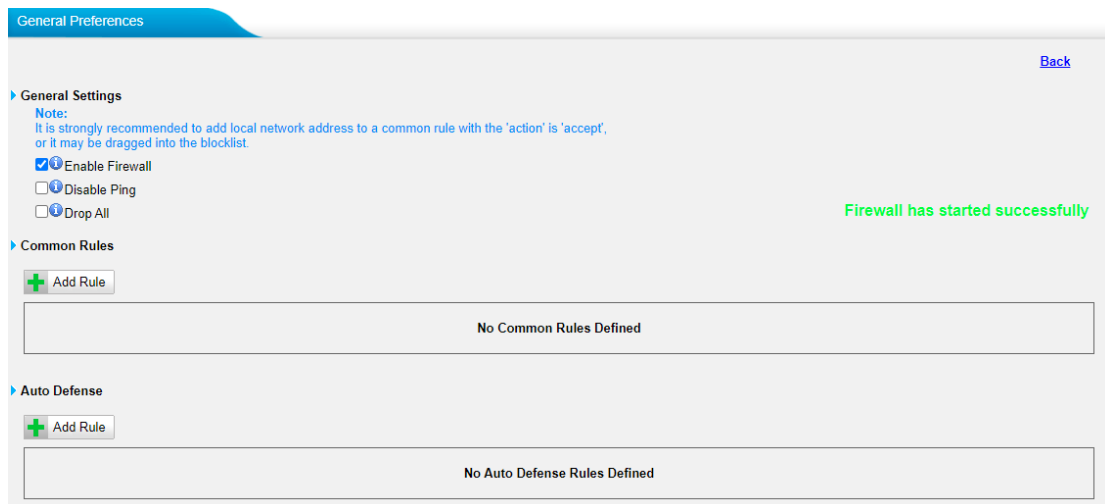 General Preferences
Back
General Settings
Note:
It is strongly recommended to add local network address to a common rule with the 'action' is 'accept',
or it may be dragged into the blocklist.
Enable Firewall
Disable Ping
Drop All
Firewall has started successfully
Common Rules
Add Rule
No Common Rules Defined
Auto Defense
Add Rule
No Auto Defense Rules Defined